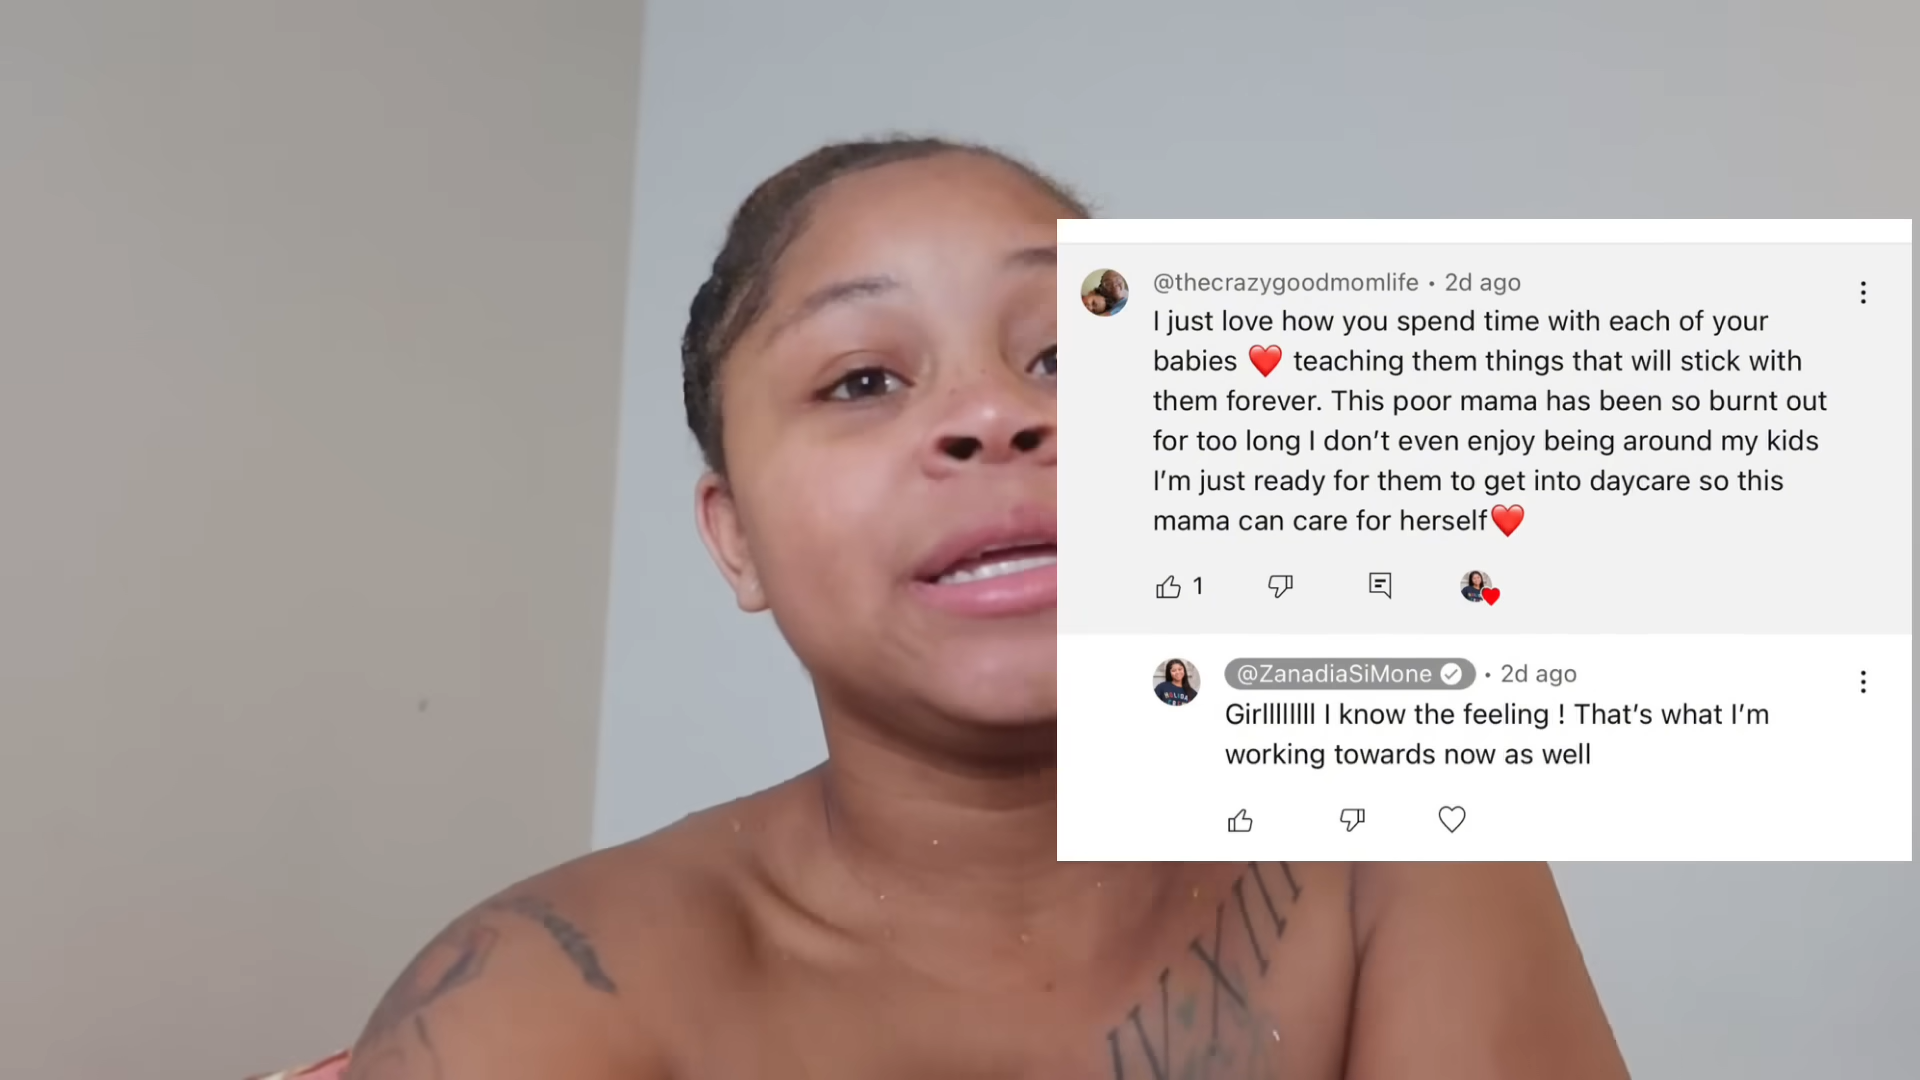 @thecrazygoodmomlife • 2d ago
I just love how you spend time with each of your
babies ❤️ teaching them things that will stick with
them forever. This poor mama has been so burnt out
for too long I don’t even enjoy being around my kids
I’m just ready for them to get into daycare so this
mama can care for herself❤️
1
@ZanadiaSiMone • 2d ago
Girllllllll I know the feeling ! That’s what I’m
working towards now as well
IV·XIII